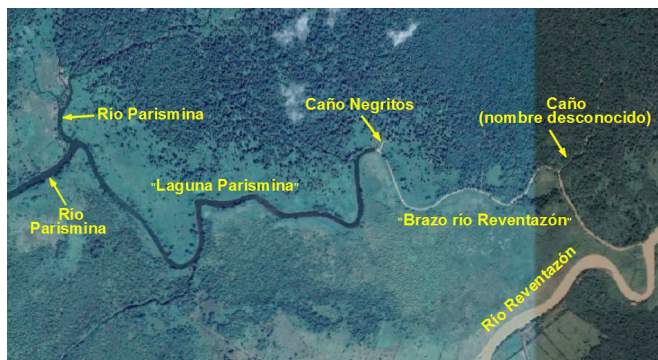 Río Parismina
Caño Negritos
Caño
(nombre desconocido)
"Laguna Parismina"
Río
Parismina
"Brazo río Reventazón"
Río Reventazón